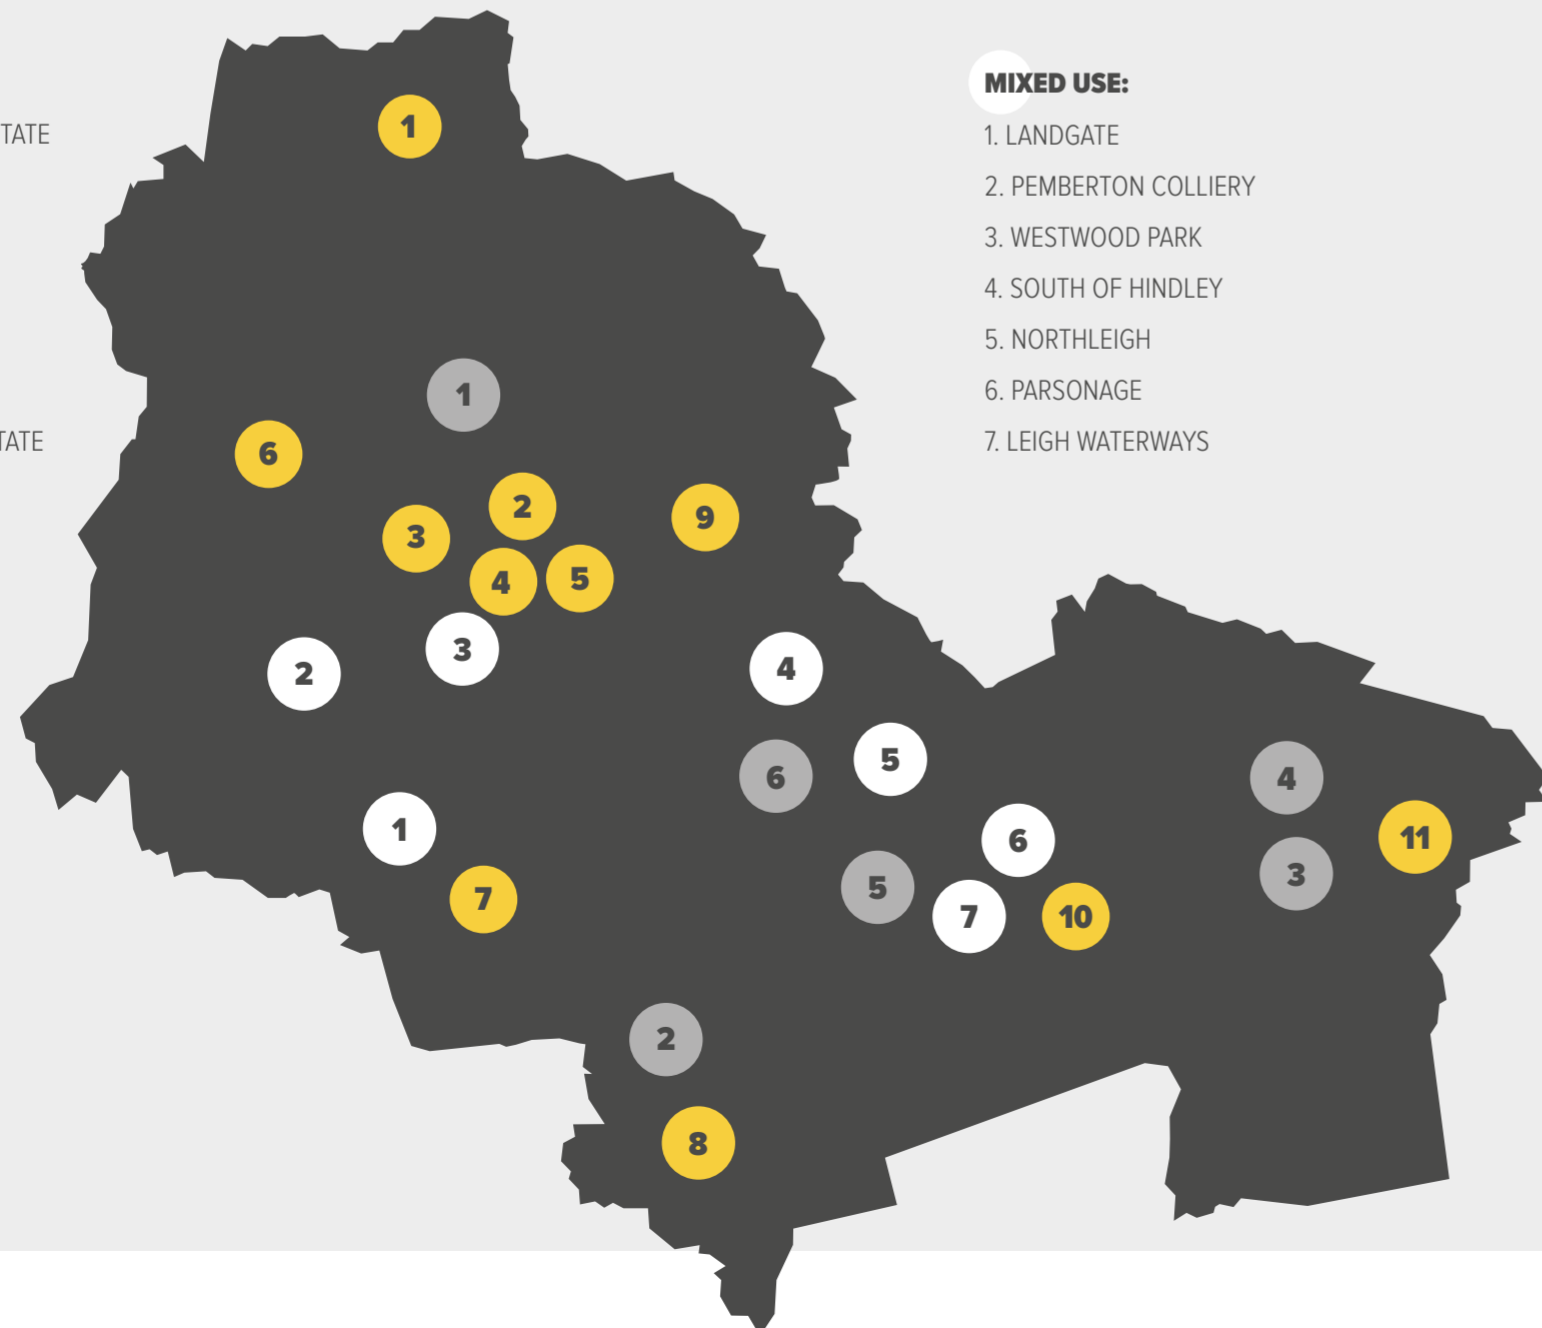 MIXED USE:
1. LANDGATE
2. PEMBERTON COLLIERY
3. WESTWOOD PARK
4. SOUTH OF HINDLEY
5. NORTHLEIGH
6. PARSONAGE
7. LEIGH WATERWAYS
TATE
TATE
1
1
6
2
9
3
4
5
3
2
4
5
6
4
1
6
11
3
5
7
7
10
2
8